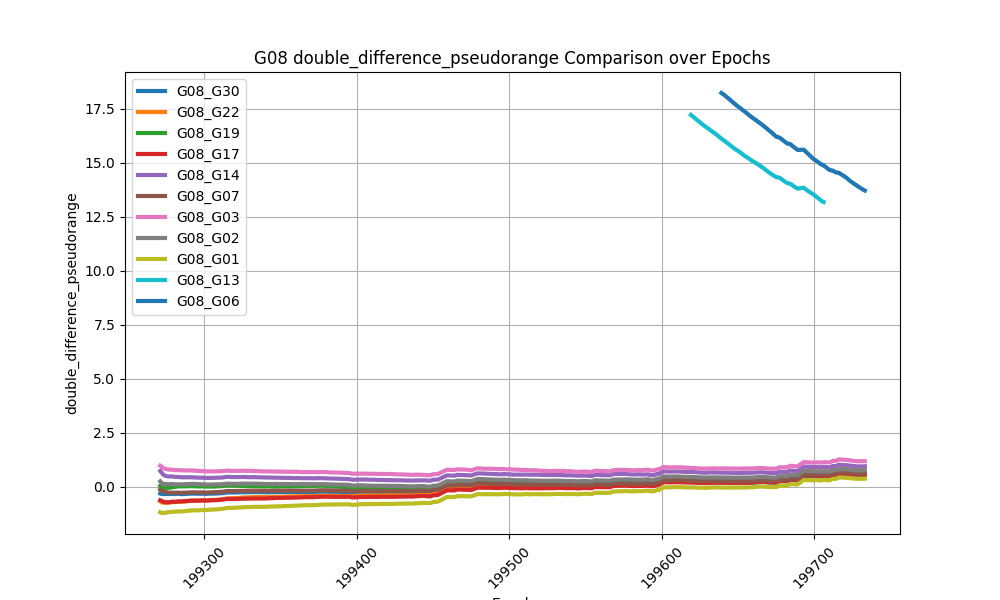 G08 double_difference_pseudorange Comparison over Epochs
double_difference_pseudorange
17.5
15.0
12.5
10.0
7.5
5.0
2.5
0.0
G08_G30
G08_G22
G08_G19
G08_G17
G08_G14
G08_G07
G08_G03
G08_G02
G08_G01
G08_G13
G08_G06
199300
199400
199500
199600
199700